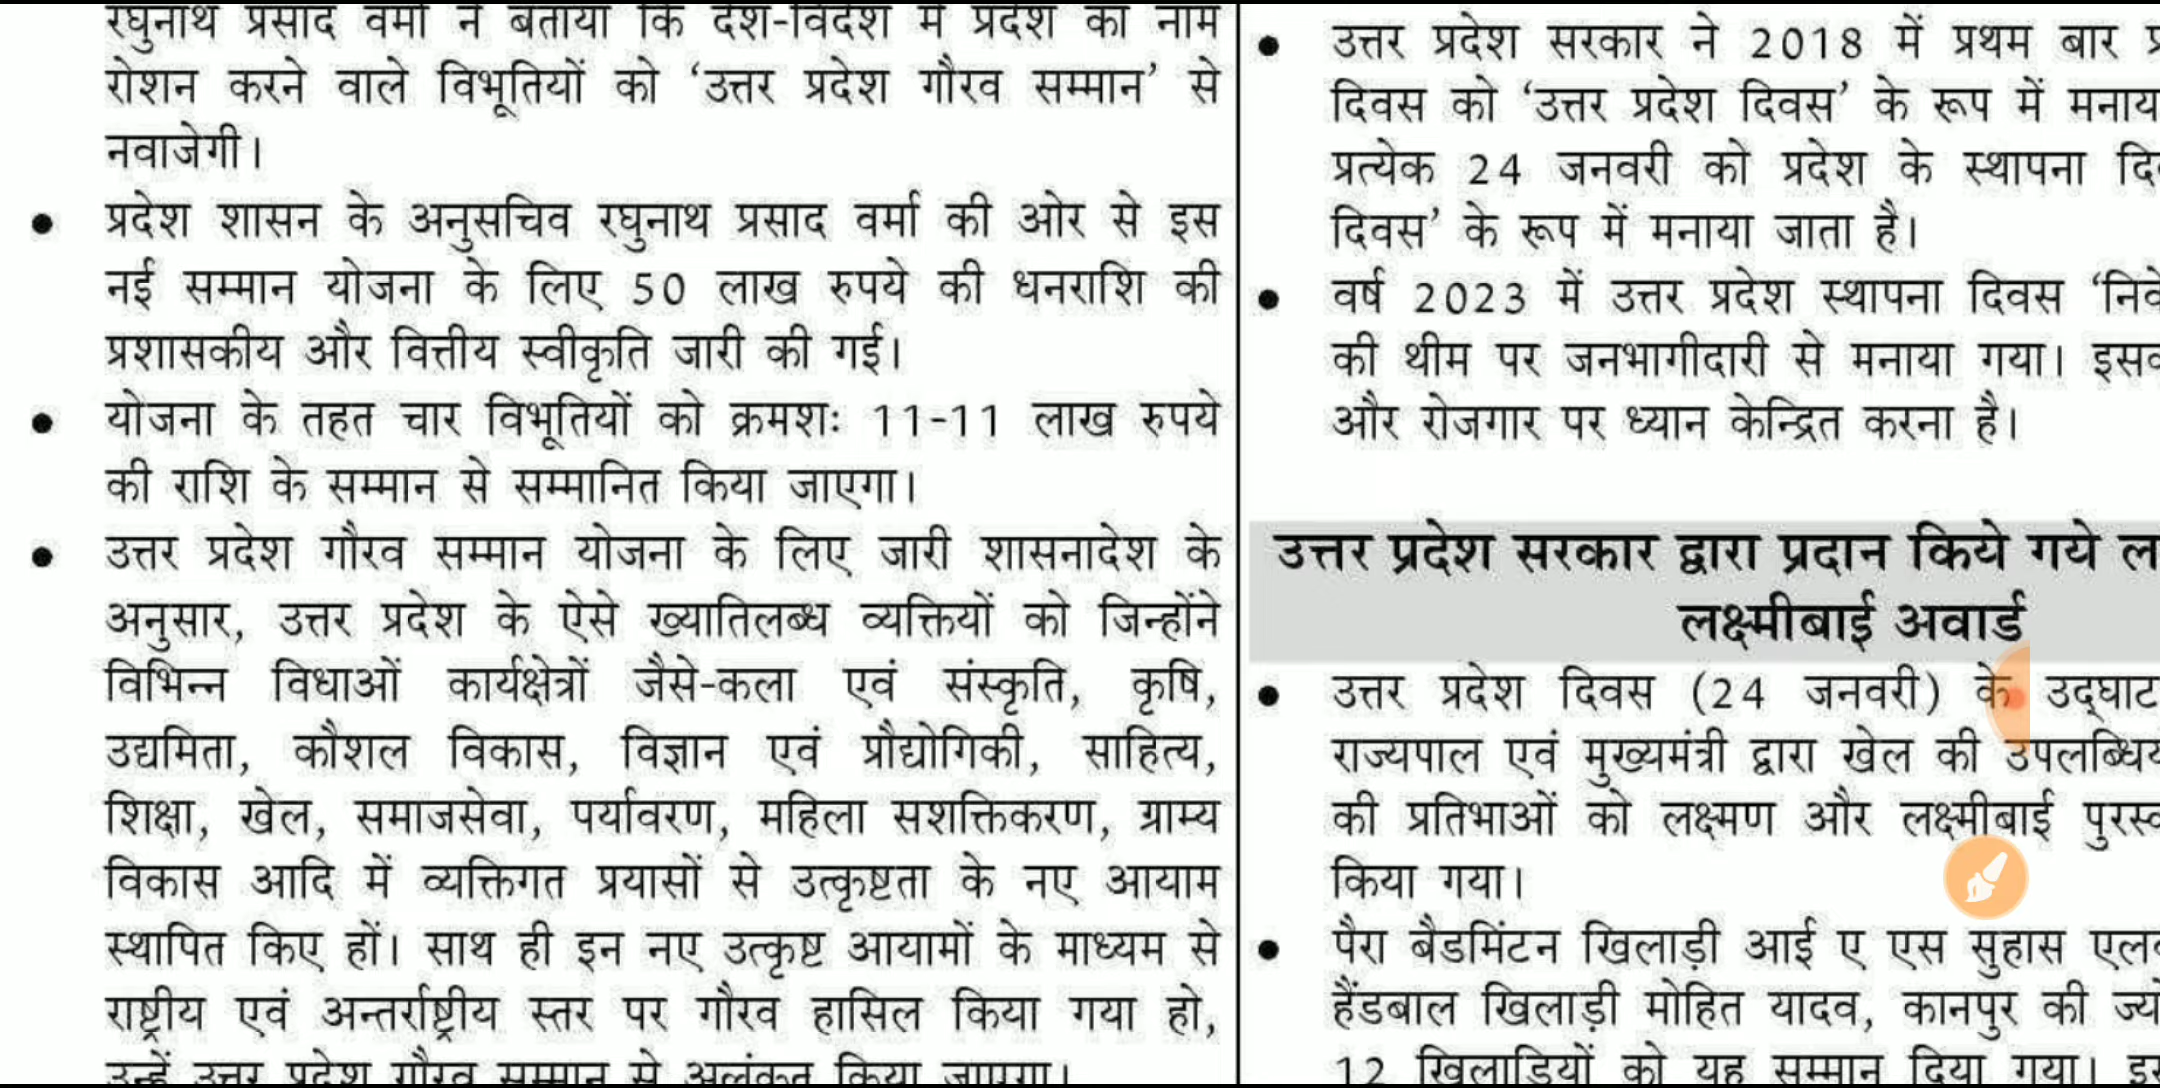 रघुनाथ प्रसाद वर्मा ने बताया कि देश-विदेश में प्रदेश का नाम
रोशन करने वाले विभूतियों को ‘उत्तर प्रदेश गौरव सम्मान’ से
नवाजेगी।
• प्रदेश शासन के अनुसचिव रघुनाथ प्रसाद वर्मा की ओर से इस
नई सम्मान योजना के लिए 50 लाख रुपये की धनराशि की
प्रशासकीय और वित्तीय स्वीकृति जारी की गई।
• योजना के तहत चार विभूतियों को क्रमशः 11-11 लाख रुपये
की राशि के सम्मान से सम्मानित किया जाएगा।
• उत्तर प्रदेश गौरव सम्मान योजना के लिए जारी शासनादेश के
अनुसार, उत्तर प्रदेश के ऐसे ख्यातिलब्ध व्यक्तियों को जिन्होंने
विभिन्न विधाओं कार्यक्षेत्रों जैसे-कला एवं संस्कृति, कृषि,
उद्यमिता, कौशल विकास, विज्ञान एवं प्रौद्योगिकी, साहित्य,
शिक्षा, खेल, समाजसेवा, पर्यावरण, महिला सशक्तिकरण, ग्राम्य
विकास आदि में व्यक्तिगत प्रयासों से उत्कृष्टता के नए आयाम
स्थापित किए हों। साथ ही इन नए उत्कृष्ट आयामों के माध्यम से
राष्ट्रीय एवं अन्तर्राष्ट्रीय स्तर पर गौरव हासिल किया गया हो,
उन्हें उत्तर प्रदेश गौरव सम्मान से अलंकृत किया जाएगा।
• उत्तर प्रदेश सरकार ने 2018 में प्रथम बार
दिवस को ‘उत्तर प्रदेश दिवस’ के रूप में
प्रत्येक 24 जनवरी को प्रदेश के स्थापना
दिवस’ के रूप में मनाया जाता है।
• वर्ष 2023 में उत्तर प्रदेश स्थापना दिवस
की थीम पर जनभागीदारी से मनाया गया।
और रोजगार पर ध्यान केन्द्रित करना है।
उत्तर प्रदेश सरकार द्वारा प्रदान किये गये
लक्ष्मीबाई अवार्ड
• उत्तर प्रदेश दिवस (24 जनवरी) के
राज्यपाल एवं मुख्यमंत्री द्वारा खेल की
की प्रतिभाओं को लक्ष्मण और लक्ष्मीबाई
किया गया।
• पैरा बैडमिंटन खिलाड़ी आई ए एस सुहास
हैंडबाल खिलाड़ी मोहित यादव, कानपुर की
12 खिलाड़ियों को यह सम्मान दिया गया।